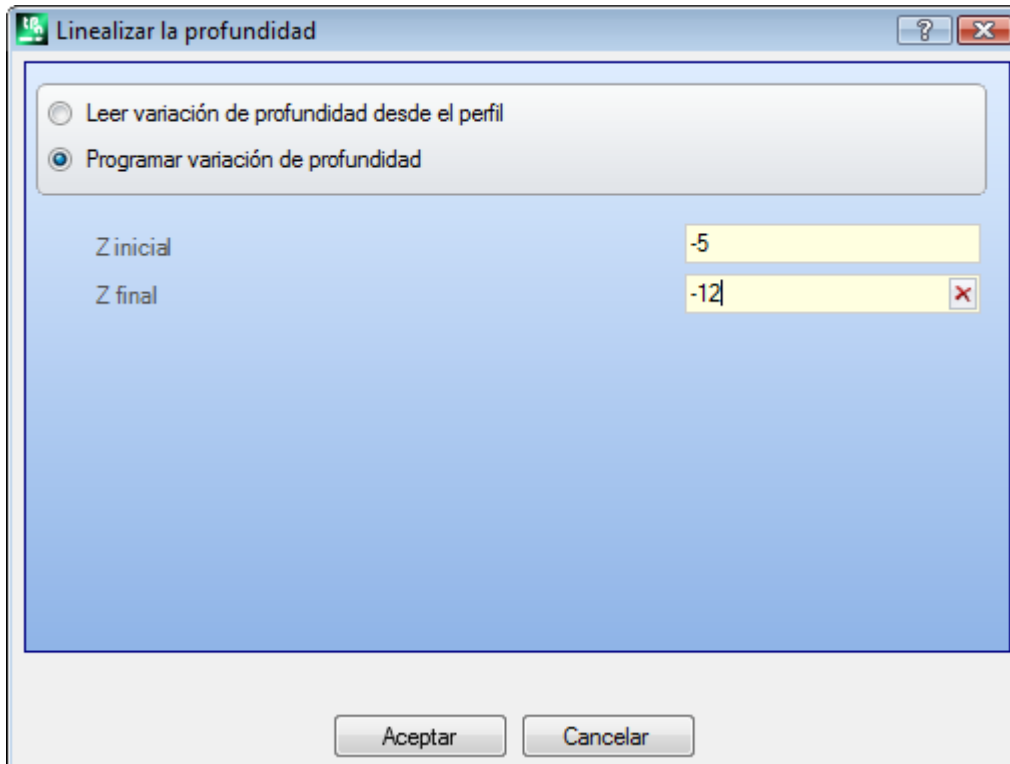 Linealizar la profundidad
Leer variación de profundidad desde el perfil
Programar variación de profundidad
Z inicial
-5
Z final
-12
Aceptar
Cancelar